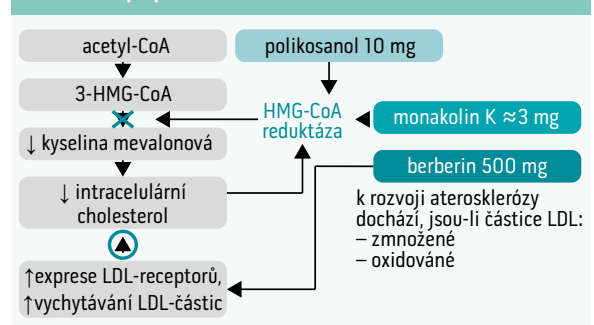 acetyl-CoA
polikosanol 10 mg
3-HMG-CoA
HMG-CoA
reduktáza
monakolin K ≈3 mg
↓ kyselina mevalonová
berberin 500 mg
↓ intracelulární
cholesterol
k rozvoji aterosklerózy
dochází, jsou-li částice LDL:
– zmnožené
– oxidováné
↑exprese LDL-receptorů,
↑vychytávání LDL-částic